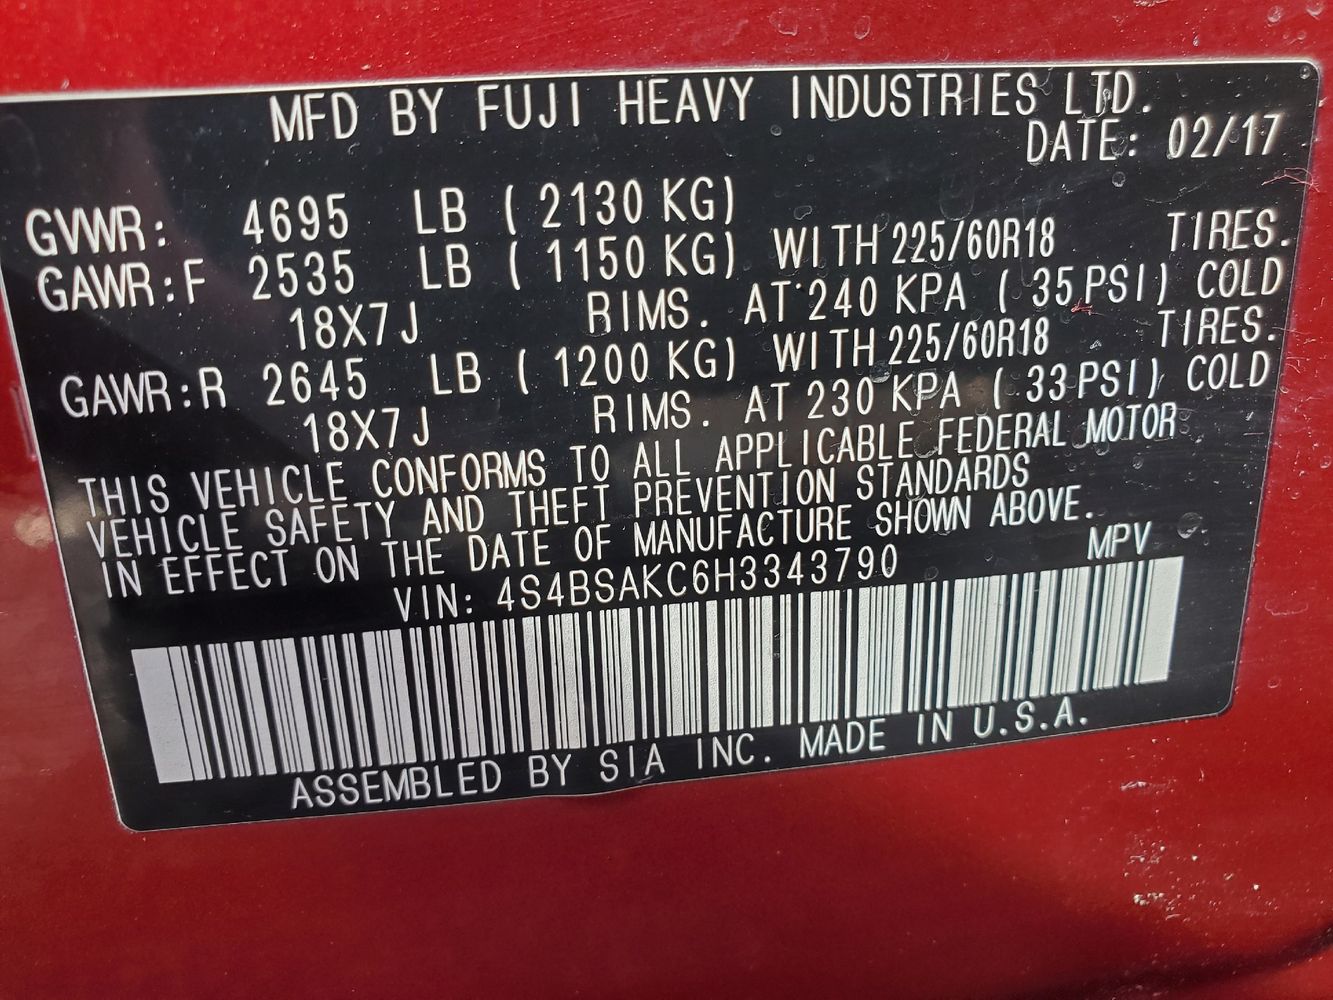 MFD BY FUJI HEAVY INDUSTRIES LTD.
DATE: 02/17
GVWR: 4695 LB ( 2130 KG)
GAWR:F 2535 LB ( 1150 KG) WITH 225/60R18 TIRES.
18X7J RIMS. AT 240 KPA ( 35PSI) COLD
GAWR:R 2645 LB ( 1200 KG) WITH 225/60R18 TIRES.
18X7J RIMS. AT 230 KPA ( 33PSI) COLD
THIS VEHICLE CONFORMS TO ALL APPLICABLE FEDERAL MOTOR
VEHICLE SAFETY AND THEFT PREVENTION STANDARDS
IN EFFECT ON THE DATE OF MANUFACTURE SHOWN ABOVE.
VIN: 4S4BSAKC6H3343790 MPV
ASSEMBLED BY SIA INC. MADE IN U.S.A.